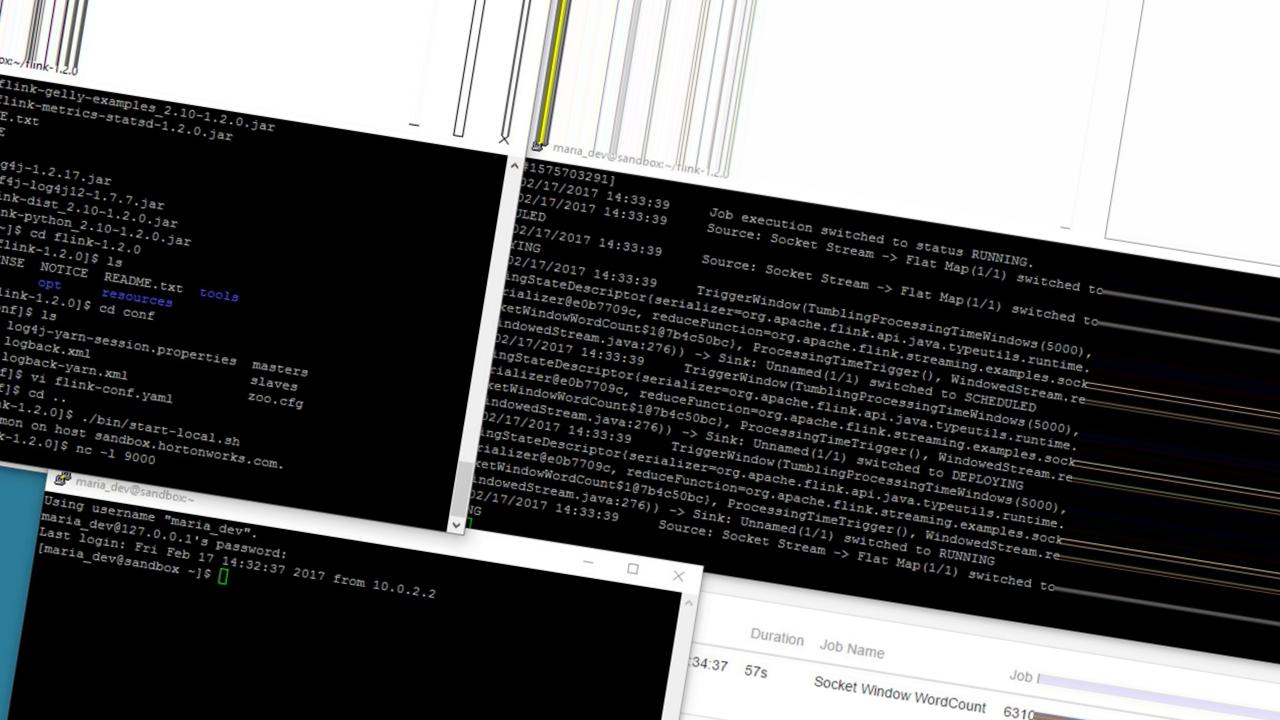 flink-1.2.0
flink-gelly-examples_2.10-1.2.0.jar
flink-metrics-statsd-1.2.0.jar
E.txt
E
g4j-1.2.17.jar
f4j-log4j12-1.7.7.jar
ink-dist_2.10-1.2.0.jar
nk-python_2.10-1.2.0.jar
~]$ cd flink-1.2.0
flink-1.2.0]$ ls
NSE NOTICE README.txt tools
opt resources
link-1.2.0]$ cd conf
onf]$ ls
log4j-yarn-session.properties masters
logback.xml slaves
logback-yarn.xml zoo.cfg
f]$ vi flink-conf.yaml
f]$ cd ..
k-1.2.0]$ ./bin/start-local.sh
mon on host sandbox.hortonworks.com.
k-1.2.0]$ nc -l 9000
maria_dev@sandbox:~/flink-1.2.0
#1575703291]
02/17/2017 14:33:39 Job execution switched to status RUNNING.
02/17/2017 14:33:39 Source: Socket Stream -> Flat Map(1/1) switched to
ULED
02/17/2017 14:33:39 Source: Socket Stream -> Flat Map(1/1) switched to
YING
02/17/2017 14:33:39 TriggerWindow(TumblingProcessingTimeWindows(5000),
ingStateDescriptor{serializer=org.apache.flink.api.java.typeutils.runtime.
rializer@e0b7709c, reduceFunction=org.apache.flink.streaming.examples.sock
ketWindowWordCount$1@7b4c50bc}, ProcessingTimeTrigger(), WindowedStream.re
indowedStream.java:276)) -> Sink: Unnamed(1/1) switched to SCHEDULED
02/17/2017 14:33:39 TriggerWindow(TumblingProcessingTimeWindows(5000),
ingStateDescriptor{serializer=org.apache.flink.api.java.typeutils.runtime.
rializer@e0b7709c, reduceFunction=org.apache.flink.streaming.examples.sock
ketWindowWordCount$1@7b4c50bc}, ProcessingTimeTrigger(), WindowedStream.re
indowedStream.java:276)) -> Sink: Unnamed(1/1) switched to DEPLOYING
02/17/2017 14:33:39 TriggerWindow(TumblingProcessingTimeWindows(5000),
ingStateDescriptor{serializer=org.apache.flink.api.java.typeutils.runtime.
rializer@e0b7709c, reduceFunction=org.apache.flink.streaming.examples.sock
ketWindowWordCount$1@7b4c50bc}, ProcessingTimeTrigger(), WindowedStream.re
indowedStream.java:276)) -> Sink: Unnamed(1/1) switched to RUNNING
02/17/2017 14:33:39 Source: Socket Stream -> Flat Map(1/1) switched to
NG
maria_dev@sandbox:~
Using username "maria_dev".
maria_dev@127.0.0.1's password:
Last login: Fri Feb 17 14:32:37 2017 from 10.0.2.2
[maria_dev@sandbox ~]$
Duration Job Name Job
:34:37 57s Socket Window WordCount 6310